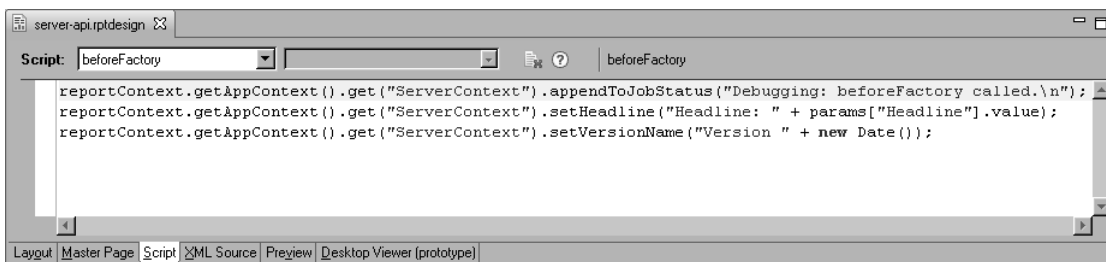 server-api.rptdesign
Script: beforeFactory beforeFactory
reportContext.getAppContext().get("ServerContext").appendToJobStatus("Debugging: beforeFactory called.\n");
reportContext.getAppContext().get("ServerContext").setHeadline("Headline: " + params["Headline"].value);
reportContext.getAppContext().get("ServerContext").setVersionName("Version " + new Date());
Layout Master Page Script XML Source Preview Desktop Viewer (prototype)